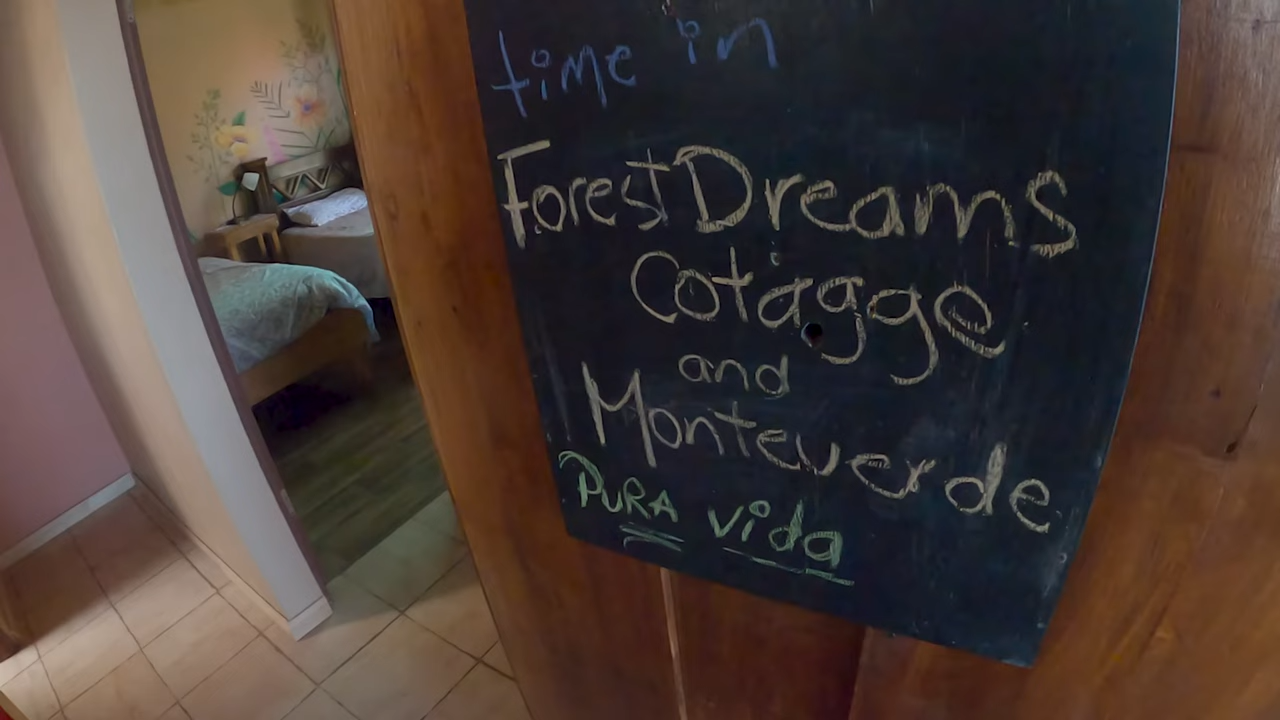 time in
Forest Dreams
Cotagge
and
Monteverde
PURA vida